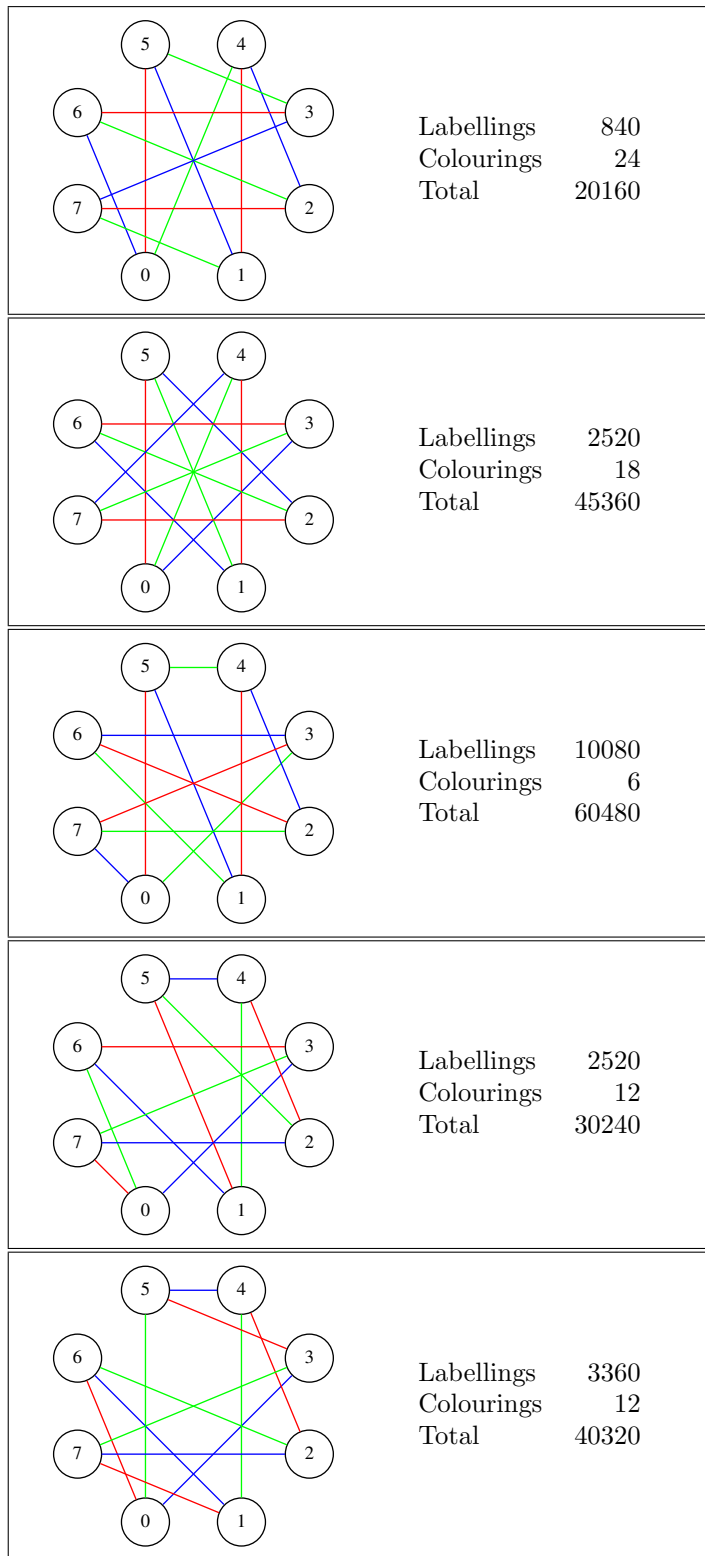 5 4
6 3
7 2
0 1
Labellings 840
Colourings 24
Total 20160
5 4
6 3
7 2
0 1
Labellings 2520
Colourings 18
Total 45360
5 4
6 3
7 2
0 1
Labellings 10080
Colourings 6
Total 60480
5 4
6 3
7 2
0 1
Labellings 2520
Colourings 12
Total 30240
5 4
6 3
7 2
0 1
Labellings 3360
Colourings 12
Total 40320